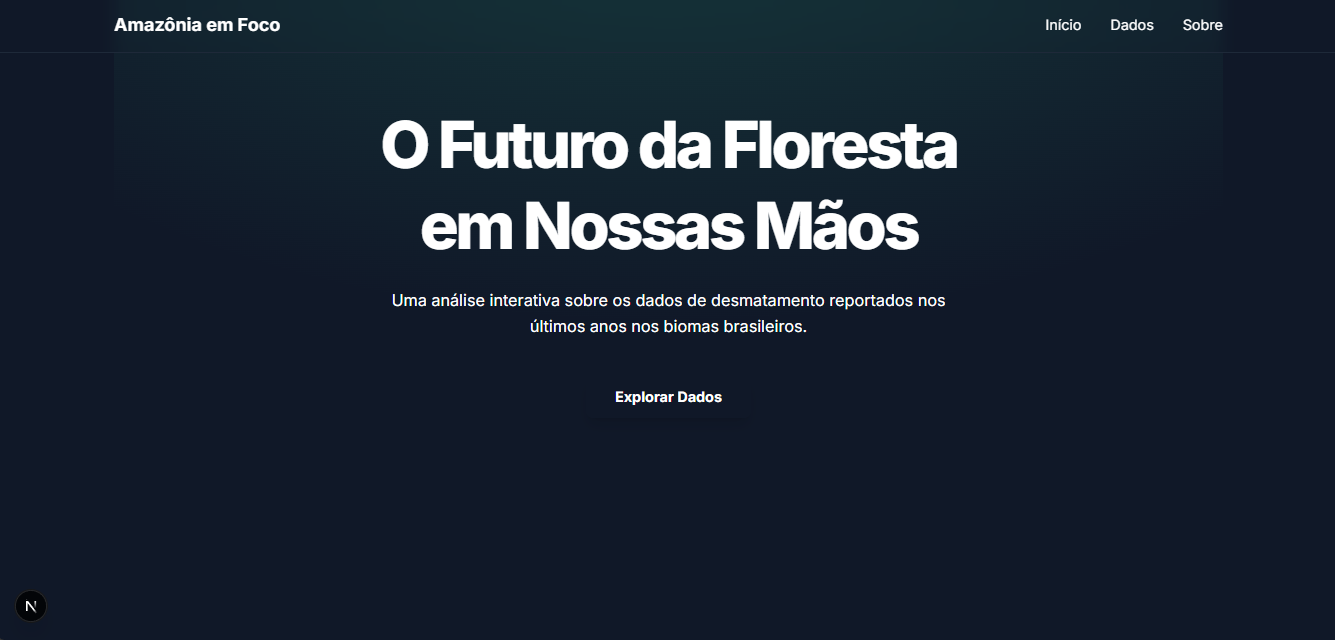 Amazônia em Foco
Início
Dados
Sobre
O Futuro da Floresta
em Nossas Mãos
Uma análise interativa sobre os dados de desmatamento reportados nos
últimos anos nos biomas brasileiros.
Explorar Dados
N